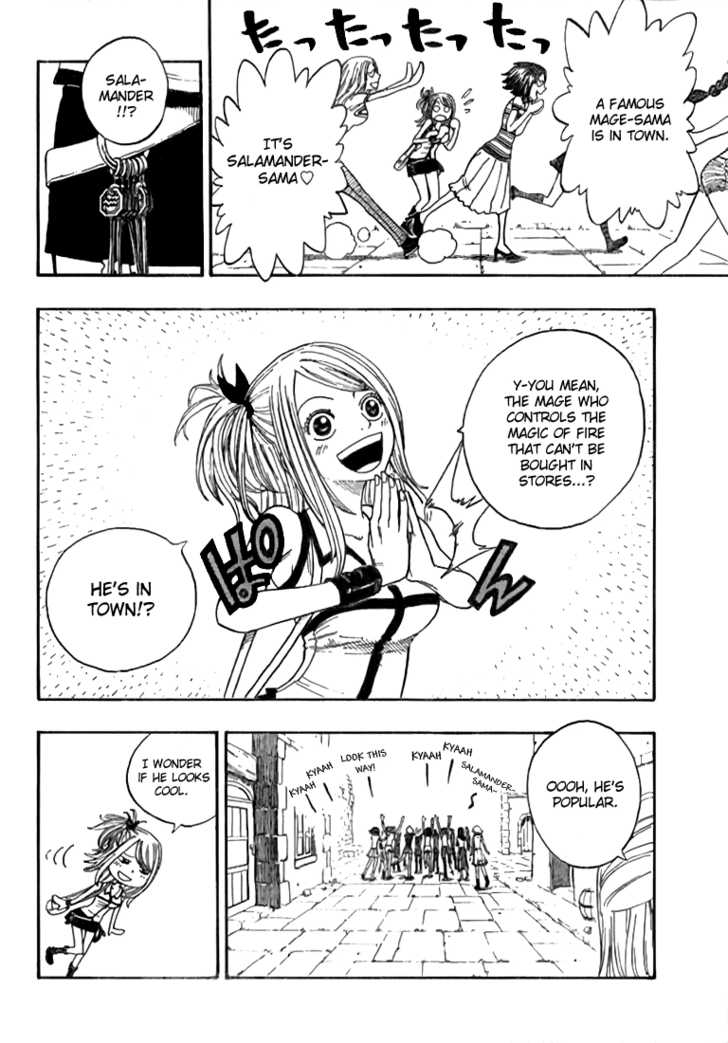 たったったったっ
A FAMOUS
MAGE-SAMA
IS IN TOWN.
IT'S
SALAMANDER-
SAMA♡
SALA-
MANDER
!!?
Y-YOU MEAN,
THE MAGE WHO
CONTROLS THE
MAGIC OF FIRE
THAT CAN'T BE
BOUGHT IN
STORES...?
ぱん
HE'S IN
TOWN!?
OOOH, HE'S
POPULAR.
KYAAH
KYAAH
SALAMANDER-
SAMA~
LOOK THIS
WAY!
KYAAH
KYAAH
I WONDER
IF HE LOOKS
COOL.